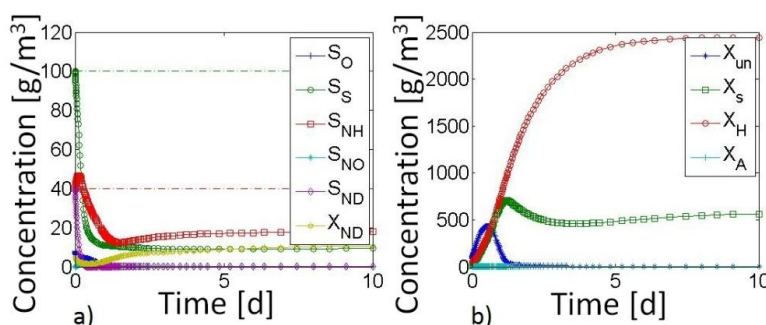 Concentration [g/m³]
120
100
80
60
40
20
0
0
5
10
Time [d]
a)
S_O
S_S
S_NH
S_NO
S_ND
X_ND
Concentration [g/m³]
2500
2000
1500
1000
500
0
0
5
10
Time [d]
b)
X_un
X_s
X_H
X_A